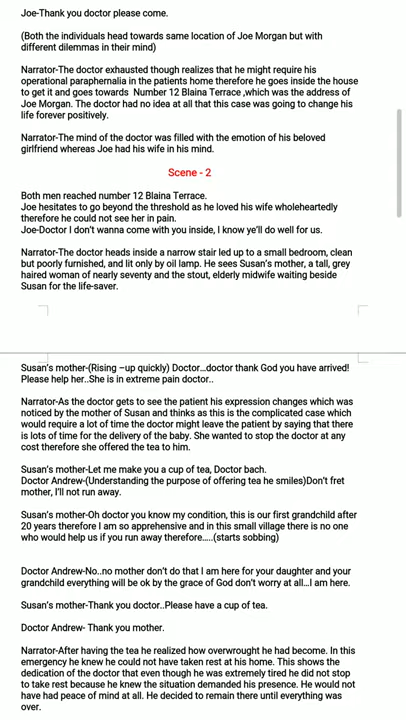 Joe-Thank you doctor please come.
(Both the individuals head towards same location of Joe Morgan but with
different dilemmas in their mind)
Narrator-The doctor exhausted though realizes that he might require his
operational paraphernalia in the patients home therefore he goes inside the house
to get it and goes towards  Number 12 Blaina Terrace ,which was the address of
Joe Morgan. The doctor had no idea at all that this case was going to change his
life forever positively.
Narrator-The mind of the doctor was filled with the emotion of his beloved
girlfriend whereas Joe had his wife in his mind.
Scene - 2
Both men reached number 12 Blaina Terrace.
Joe hesitates to go beyond the threshold as he loved his wife wholeheartedly
therefore he could not see her in pain.
Joe-Doctor I don't wanna come with you inside, I know ye'll do well for us.
Narrator-The doctor heads inside a narrow stair led up to a small bedroom, clean
but poorly furnished, and lit only by oil lamp. He sees Susan's mother, a tall, grey
haired woman of nearly seventy and the stout, elderly midwife waiting beside
Susan for the life-saver.
Susan's mother-(Rising –up quickly) Doctor...doctor thank God you have arrived!
Please help her..She is in extreme pain doctor..
Narrator-As the doctor gets to see the patient his expression changes which was
noticed by the mother of Susan and thinks as this is the complicated case which
would require a lot of time the doctor might leave the patient by saying that there
is lots of time for the delivery of the baby. She wanted to stop the doctor at any
cost therefore she offered the tea to him.
Susan's mother-Let me make you a cup of tea, Doctor bach.
Doctor Andrew-(Understanding the purpose of offering tea he smiles)Don't fret
mother, I'll not run away.
Susan's mother-Oh doctor you know my condition, this is our first grandchild after
20 years therefore I am so apprehensive and in this small village there is no one
who would help us if you run away therefore.....(starts sobbing)
Doctor Andrew-No..no mother don't do that I am here for your daughter and your
grandchild everything will be ok by the grace of God don't worry at all...I am here.
Susan's mother-Thank you doctor..Please have a cup of tea.
Doctor Andrew- Thank you mother.
Narrator-After having the tea he realized how overwrought he had become. In this
emergency he knew he could not have taken rest at his home. This shows the
dedication of the doctor that even though he was extremely tired he did not stop
to take rest because he knew the situation demanded his presence. He would not
have had peace of mind at all. He decided to remain there until everything was
over.